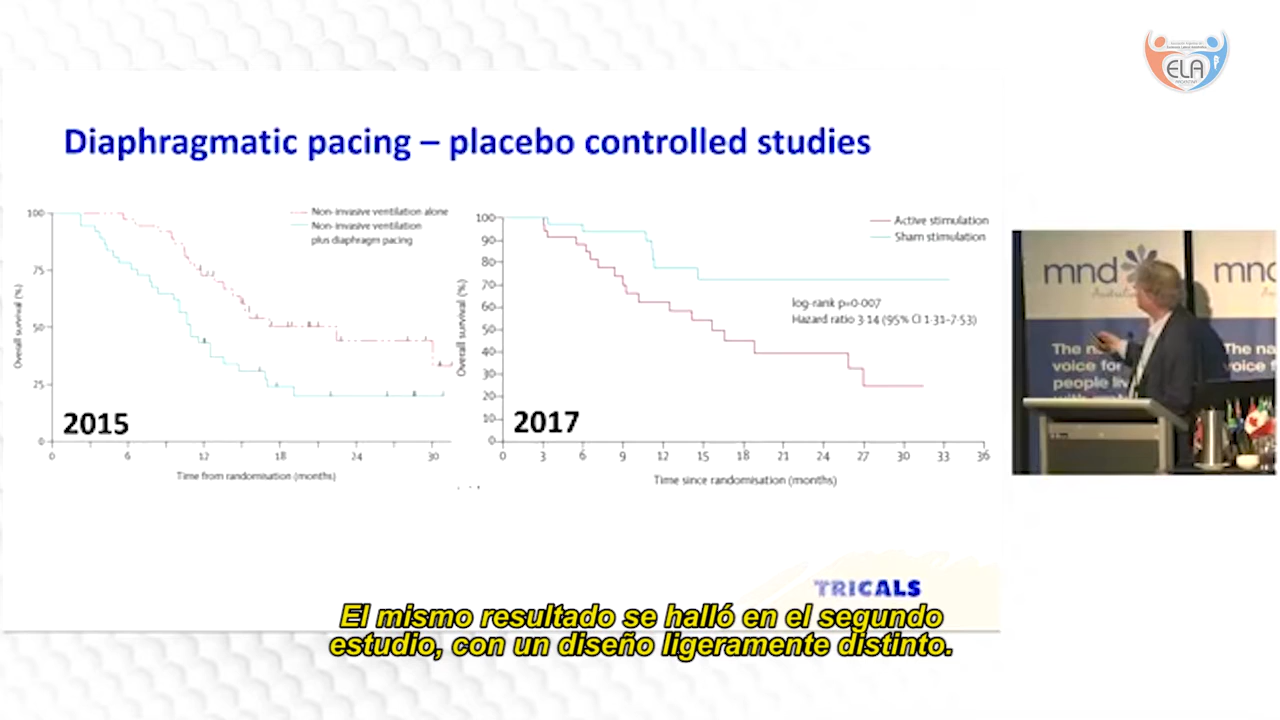 ELA
Diaphragmatic pacing – placebo controlled studies
Non-invasive ventilation alone
Non-invasive ventilation
plus diaphragm pacing
Overall survival (%)
100
75
50
25
0
2015
0 6 12 18 24 30
Time from randomisation (months)
Active stimulation
Sham stimulation
log-rank p=0·007
Hazard ratio 3·14 (95% CI 1·31–7·53)
Overall survival (%)
100
90
80
70
60
50
40
30
20
10
0
2017
0 3 6 9 12 15 18 21 24 27 30 33 36
Time since randomisation (months)
mnd
Australia
The n
voice for
people liv
mnd
The na
voice f
TRICALS
El mismo resultado se halló en el segundo
estudio, con un diseño ligeramente distinto.